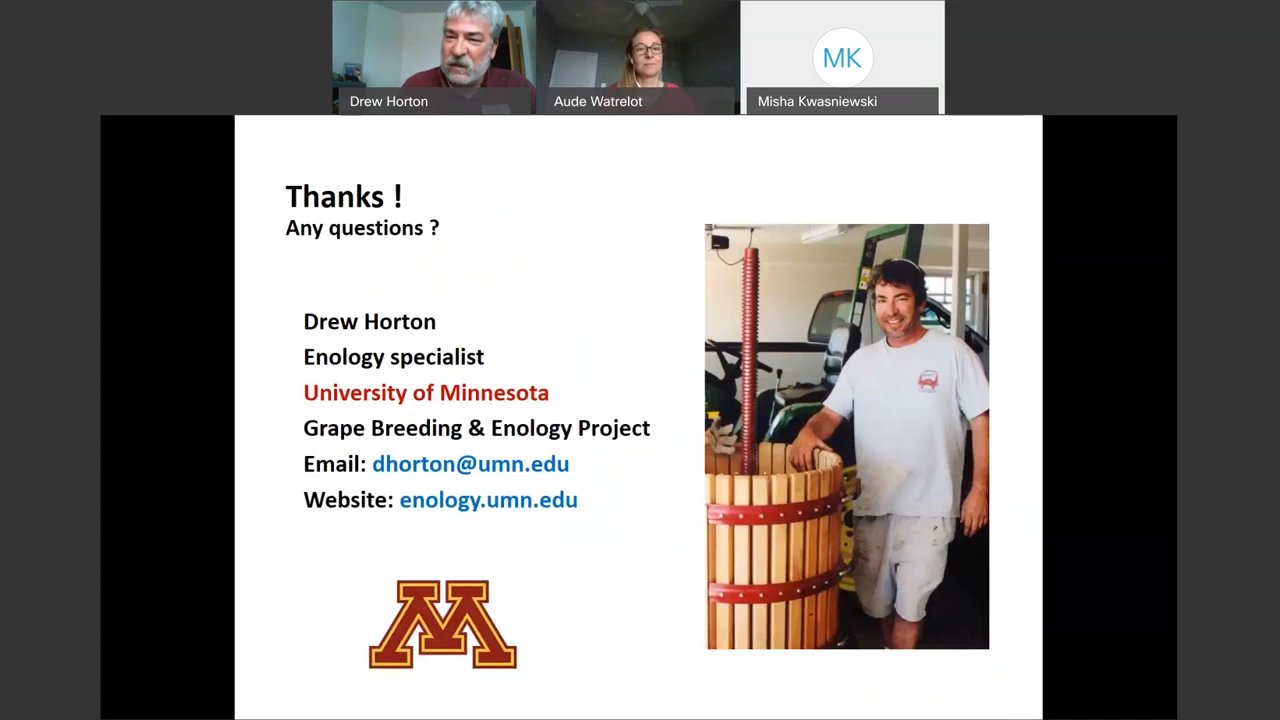 Drew Horton
Aude Watrelot
MK
Misha Kwasniewski
Thanks !
Any questions ?
Drew Horton
Enology specialist
University of Minnesota
Grape Breeding & Enology Project
Email: dhorton@umn.edu
Website: enology.umn.edu
M